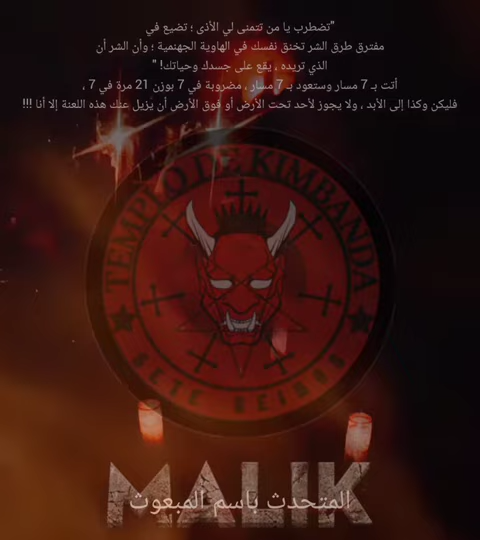 "تضطرب يا من تتمنى لي الأذى ؛ تضيع في
مفترق طرق الشر تخنق نفسك في الهاوية الجهنمية ؛ وأن الشر أن
الذي تريده ، يقع على جسدك وحياتك! "
أتت بـ 7 مسار وستعود بـ 7 مسار ، مضروبة في 7 بوزن 21 مرة في 7 ،
فليكن وكذا إلى الأبد ، ولا يجوز لأحد تحت الأرض أو فوق الأرض أن يزيل عنك هذه اللعنة إلا أنا !!!
TEMPLO DE KIMBANDA
SETE REINOS
MALIK
المتحدث باسم المبعوث